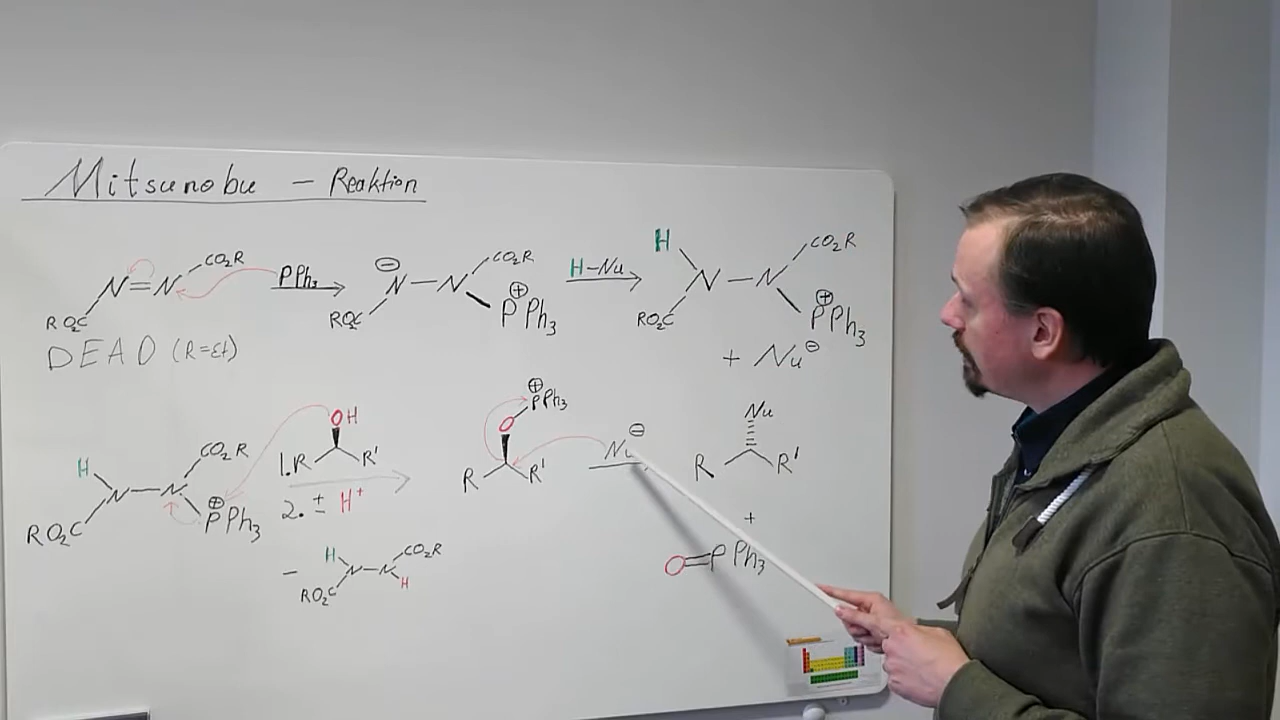 Mitsunobu – Reaktion
N=N CO₂R RO₂C
PPh₃
⊖ N–N CO₂R RO₂C ⊕ PPh₃
H–Nu
H N–N CO₂R RO₂C ⊕ PPh₃
+ Nu⊖
DEAD (R=Et)
H N–N CO₂R RO₂C ⊕ PPh₃
1. OH R R'
2. ± H⁺
– H N–N CO₂R RO₂C H
⊕ PPh₃ O R R'
Nu⊖
Nu R R'
+
O=PPh₃